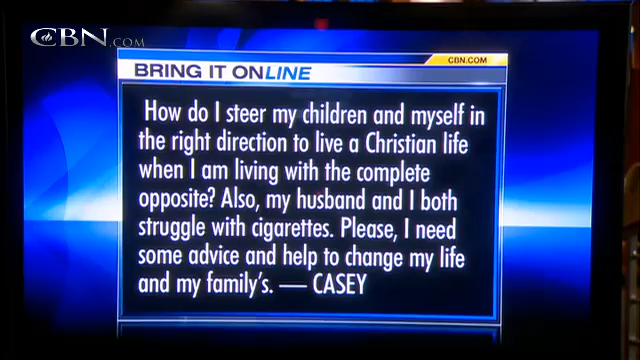 CBN.COM
CBN.COM
BRING IT ONLINE
How do I steer my children and myself in
the right direction to live a Christian life
when I am living with the complete
opposite? Also, my husband and I both
struggle with cigarettes. Please, I need
some advice and help to change my life
and my family's. — CASEY